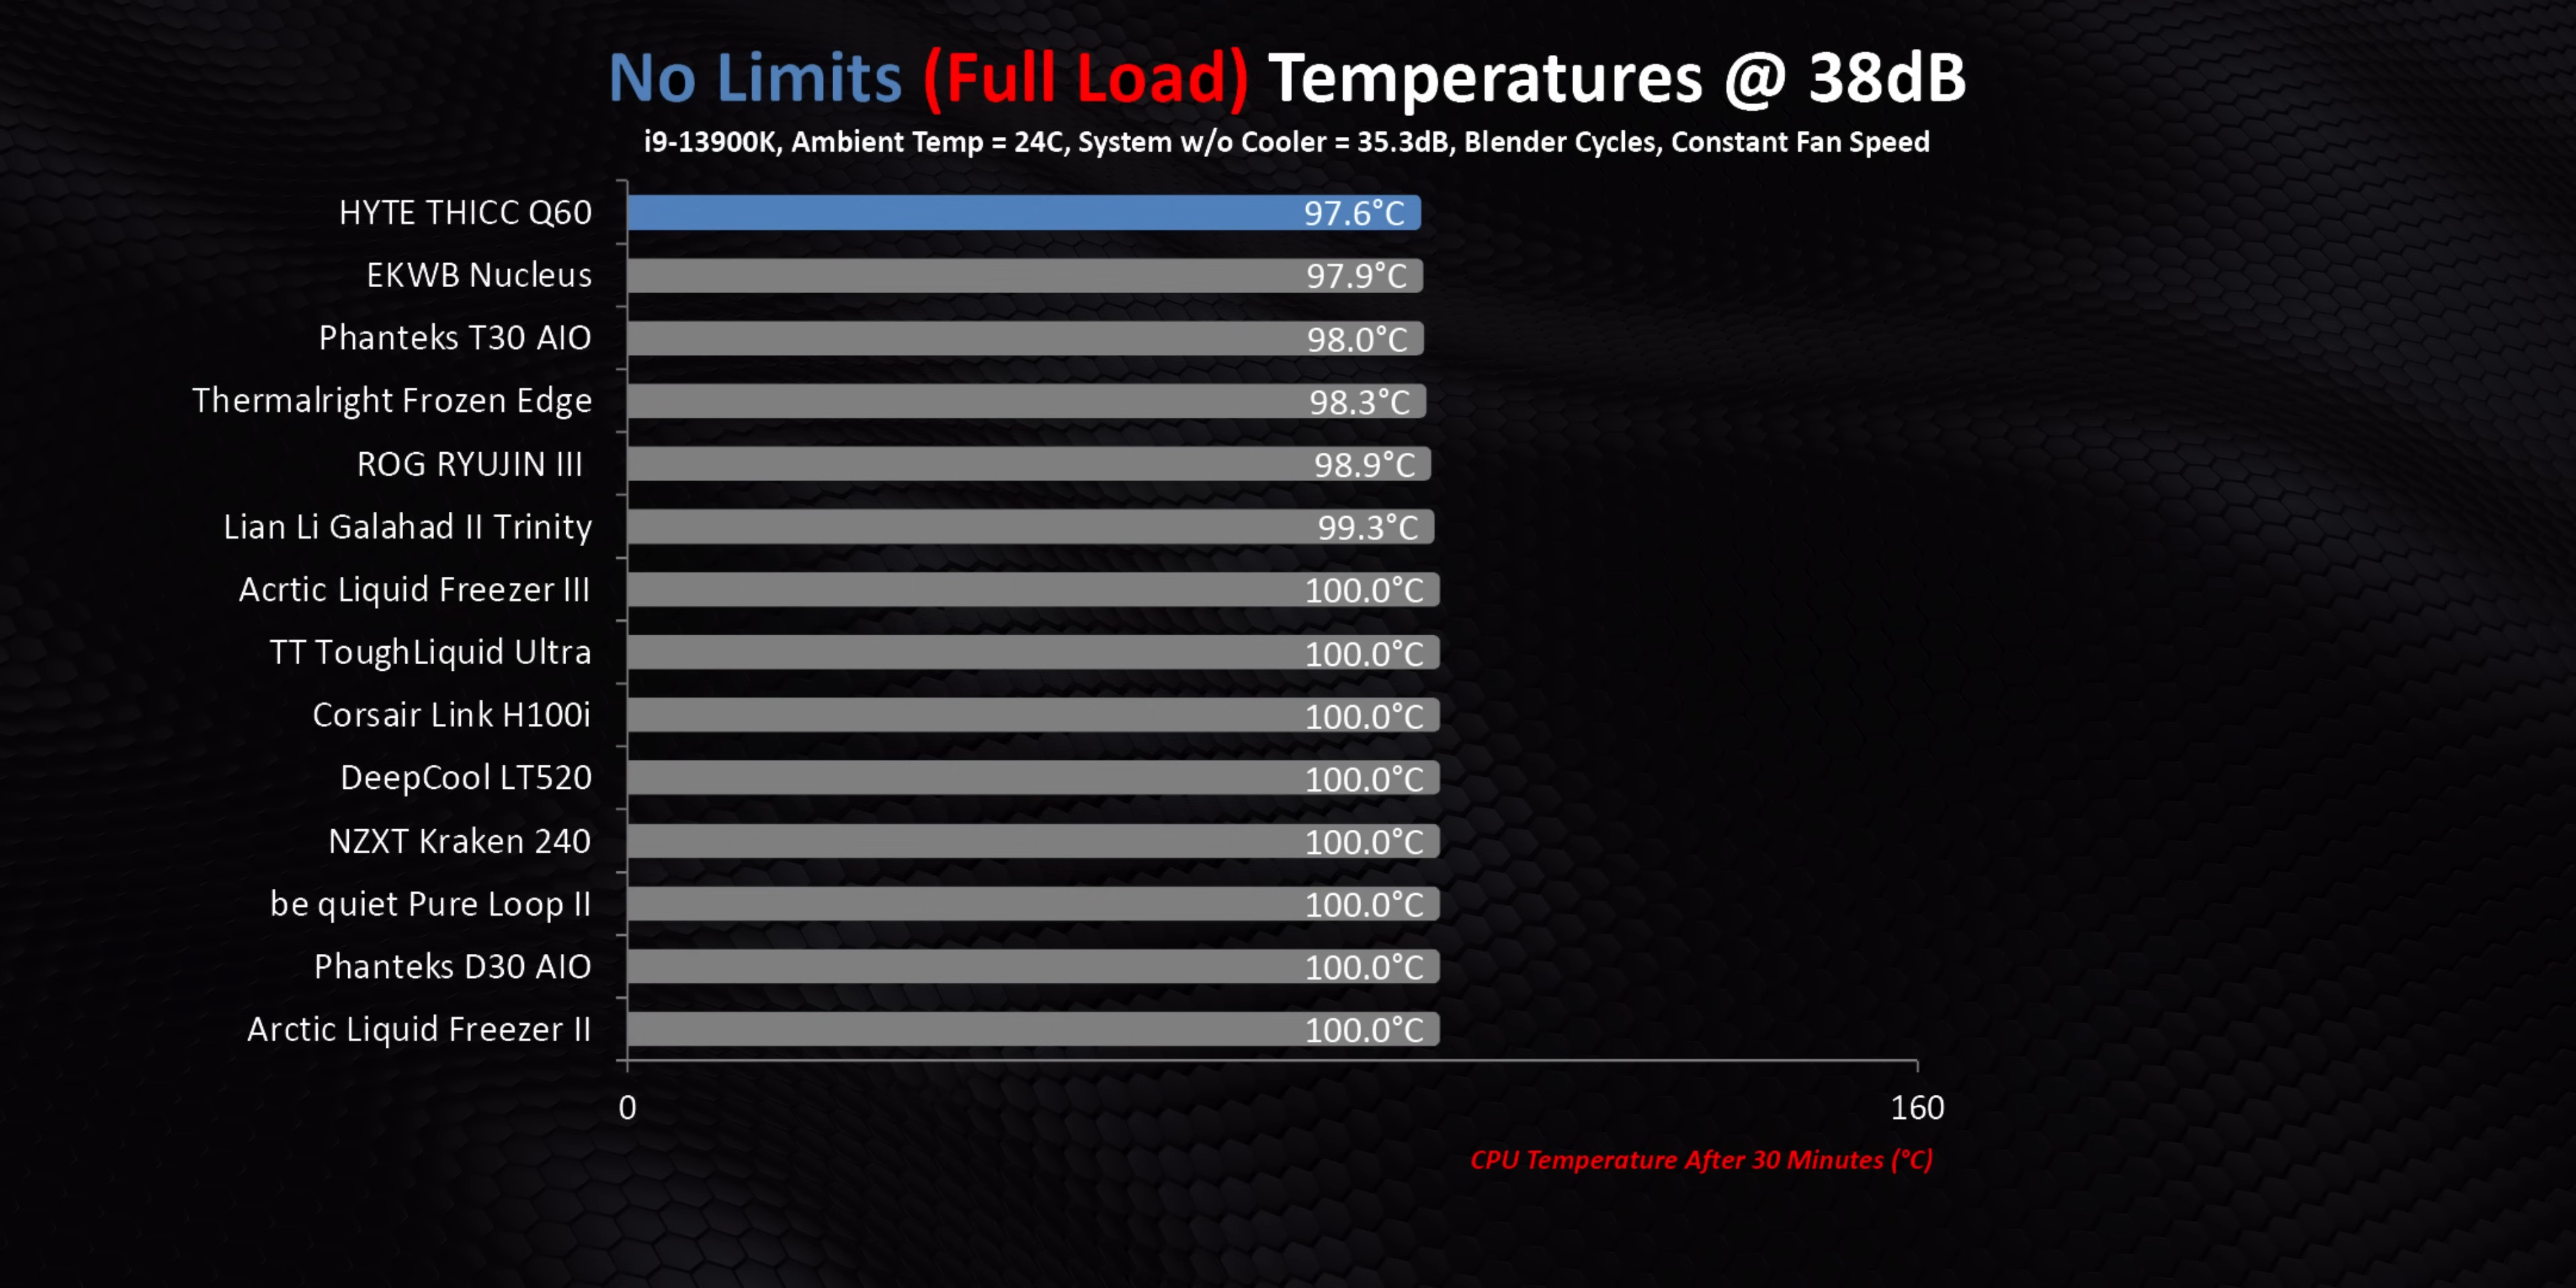 No Limits (Full Load) Temperatures @ 38dB
i9-13900K, Ambient Temp = 24C, System w/o Cooler = 35.3dB, Blender Cycles, Constant Fan Speed
HYTE THICC Q60 97.6°C
EKWB Nucleus 97.9°C
Phanteks T30 AIO 98.0°C
Thermalright Frozen Edge 98.3°C
ROG RYUJIN III 98.9°C
Lian Li Galahad II Trinity 99.3°C
Acrtic Liquid Freezer III 100.0°C
TT ToughLiquid Ultra 100.0°C
Corsair Link H100i 100.0°C
DeepCool LT520 100.0°C
NZXT Kraken 240 100.0°C
be quiet Pure Loop II 100.0°C
Phanteks D30 AIO 100.0°C
Arctic Liquid Freezer II 100.0°C
0 160
CPU Temperature After 30 Minutes (°C)